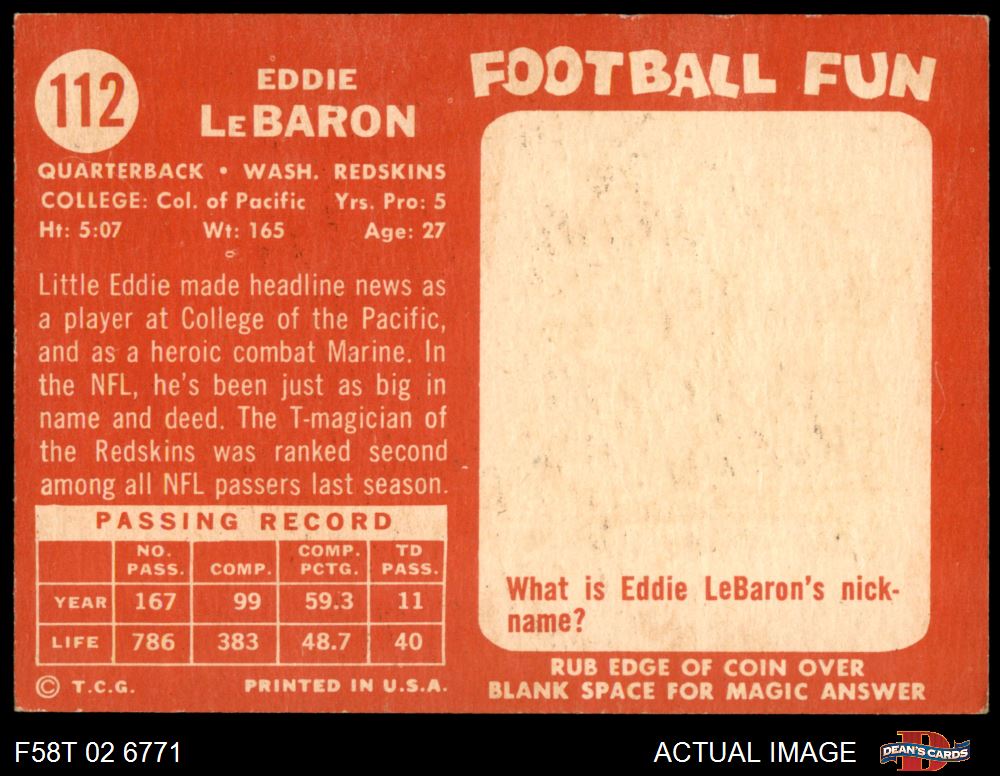 112
EDDIE
LeBARON
QUARTERBACK • WASH. REDSKINS
COLLEGE: Col. of Pacific Yrs. Pro: 5
Ht: 5:07 Wt: 165 Age: 27
Little Eddie made headline news as
a player at College of the Pacific,
and as a heroic combat Marine. In
the NFL, he's been just as big in
name and deed. The T-magician of
the Redskins was ranked second
among all NFL passers last season.
PASSING RECORD
NO. PASS. COMP. COMP. PCTG. TD PASS.
YEAR 167 99 59.3 11
LIFE 786 383 48.7 40
© T.C.G. PRINTED IN U.S.A.
FOOTBALL FUN
What is Eddie LeBaron's nick-
name?
RUB EDGE OF COIN OVER
BLANK SPACE FOR MAGIC ANSWER
F58T 02 6771
ACTUAL IMAGE
D
DEAN'S CARDS